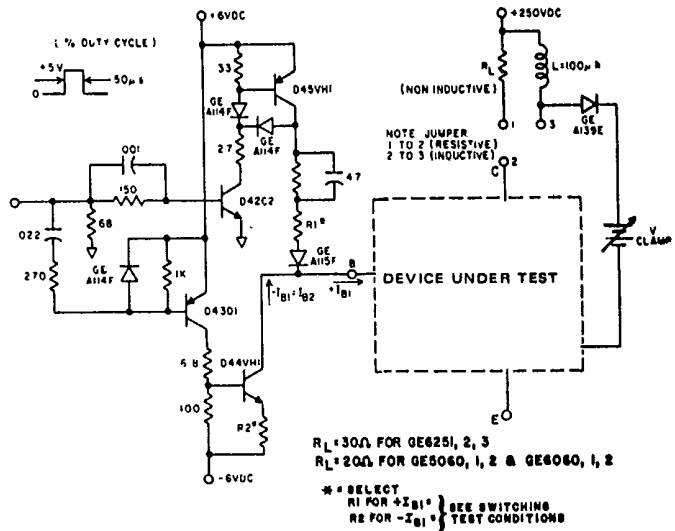 +6VDC
+250VDC
( % DUTY CYCLE )
+5V
0
50μs
33
D45VH1
GE
A114F
GE
A114F
27
RL
L=100μh
(NON INDUCTIVE)
GE
A139E
1
3
NOTE JUMPER
1 TO 2 (RESISTIVE)
2 TO 3 (INDUCTIVE)
2
C
.001
150
D42C2
47
68
R1*
022
270
GE
A114F
1K
GE
A115F
B
-IB1=IB2
+IB1
DEVICE UNDER TEST
V
CLAMP
D43D1
6.8
D44VH1
100
R2*
E
-6VDC
RL=30Ω FOR GE6251, 2, 3
RL=20Ω FOR GE5060, 1, 2 & GE6060, 1, 2
* = SELECT
R1 FOR +IB1=
R2 FOR -IB1=
SEE SWITCHING
TEST CONDITIONS